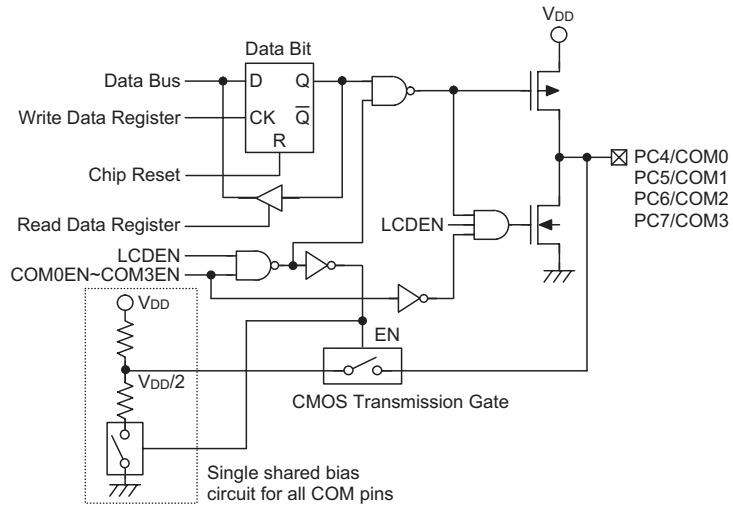 VDD
Data Bit
Data Bus
D
Q
Write Data Register
CK
Q
R
Chip Reset
Read Data Register
PC4/COM0
PC5/COM1
PC6/COM2
PC7/COM3
LCDEN
LCDEN
COM0EN~COM3EN
VDD
EN
VDD/2
CMOS Transmission Gate
Single shared bias
circuit for all COM pins